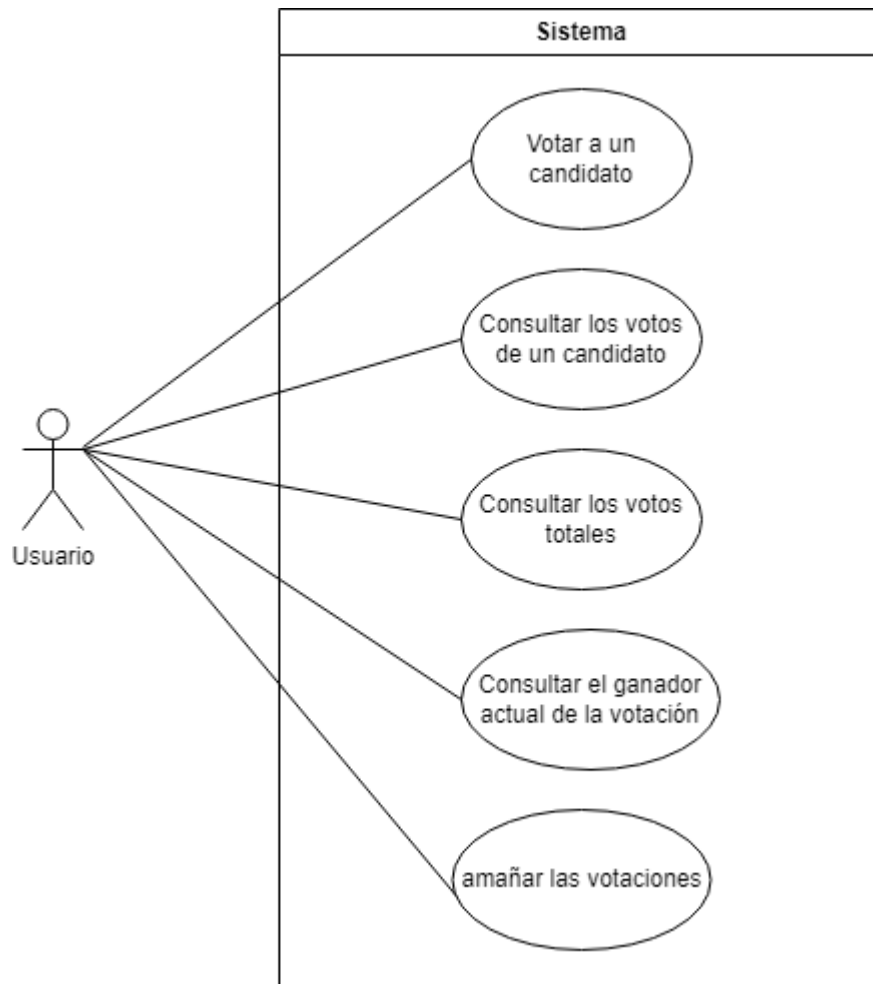 Sistema
Votar a un
candidato
Consultar los votos
de un candidato
Consultar los votos
totales
Usuario
Consultar el ganador
actual de la votación
amañar las votaciones